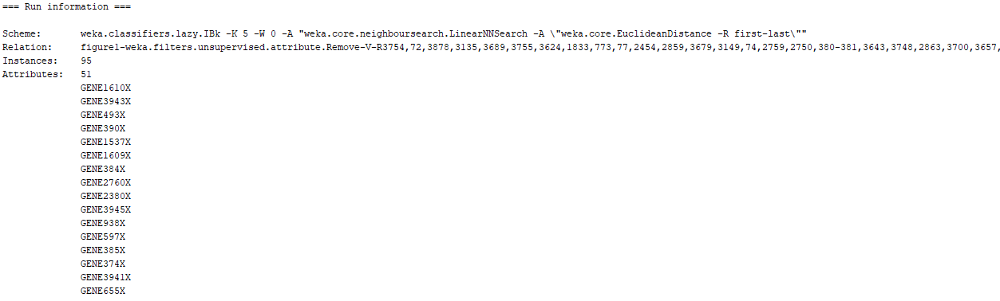 === Run information ===
Scheme: weka.classifiers.lazy.IBk -K 5 -W 0 -A "weka.core.neighboursearch.LinearNNSearch -A \"weka.core.EuclideanDistance -R first-last\""
Relation: figure1-weka.filters.unsupervised.attribute.Remove-V-R3754,72,3878,3135,3689,3755,3624,1833,773,77,2454,2859,3679,3149,74,2759,2750,380-381,3643,3748,2863,3700,3657,
Instances: 95
Attributes: 51
GENE1610X
GENE3943X
GENE493X
GENE390X
GENE1537X
GENE1609X
GENE384X
GENE2760X
GENE2380X
GENE3945X
GENE938X
GENE597X
GENE385X
GENE374X
GENE3941X
GENE655X